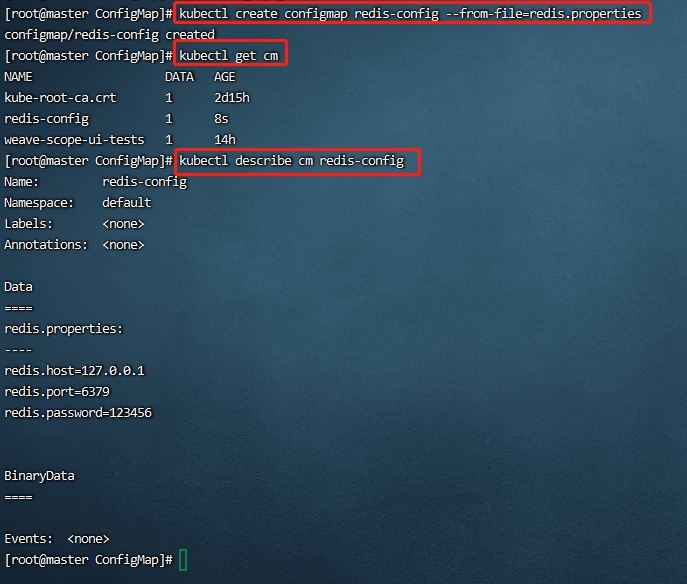 [root@master ConfigMap]# kubectl create configmap redis-config --from-file=redis.properties
configmap/redis-config created
[root@master ConfigMap]# kubectl get cm
NAME                 DATA   AGE
kube-root-ca.crt     1      2d15h
redis-config         1      8s
weave-scope-ui-tests   1      14h
[root@master ConfigMap]# kubectl describe cm redis-config
Name:         redis-config
Namespace:    default
Labels:       <none>
Annotations:  <none>

Data
====
redis.properties:
----
redis.host=127.0.0.1
redis.port=6379
redis.password=123456


BinaryData
====

Events:  <none>
[root@master ConfigMap]#